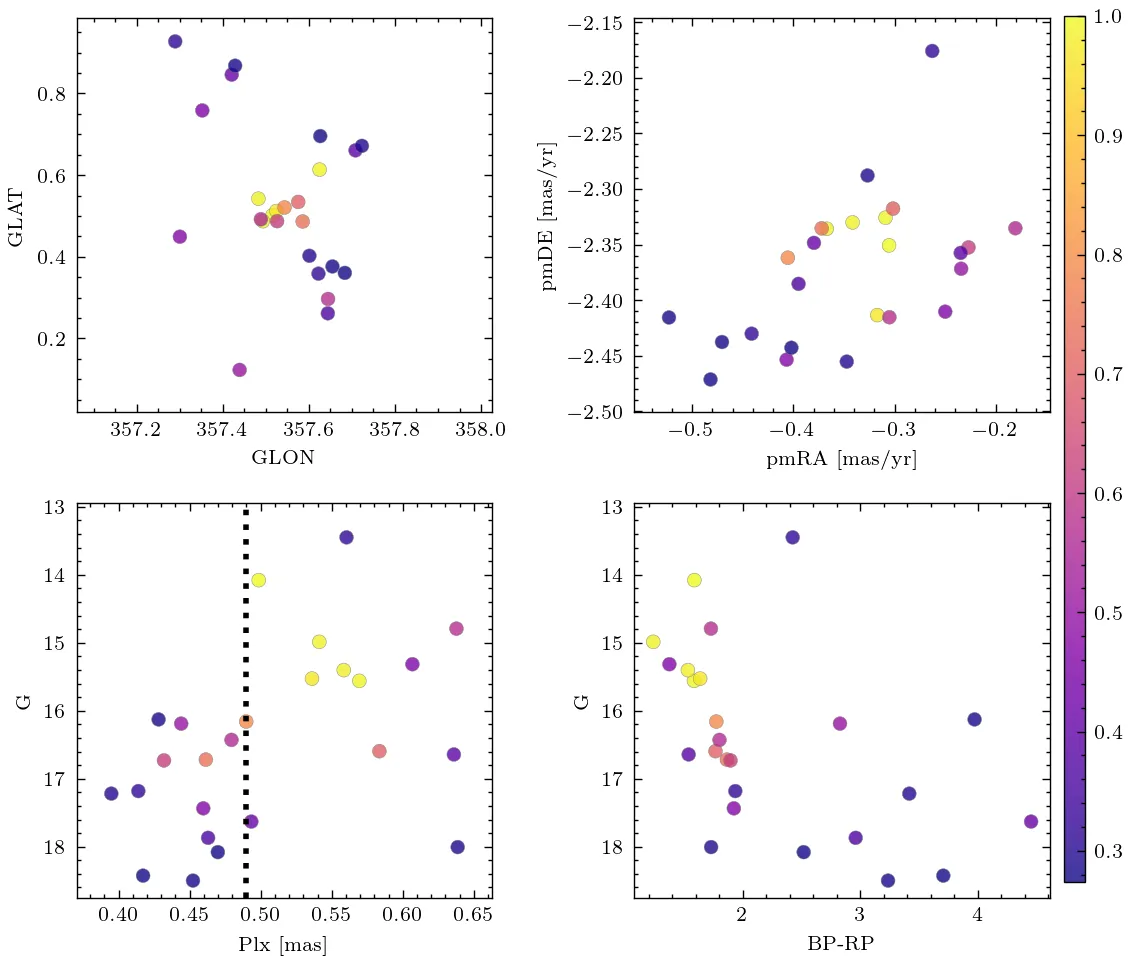 0.8
0.6
0.4
0.2
GLAT
357.2 357.4 357.6 357.8 358.0
GLON
−2.15
−2.20
−2.25
−2.30
−2.35
−2.40
−2.45
−2.50
pmDE [mas/yr]
−0.5 −0.4 −0.3 −0.2
pmRA [mas/yr]
1.0
0.9
0.8
0.7
0.6
0.5
0.4
0.3
13
14
15
16
17
18
G
0.40 0.45 0.50 0.55 0.60 0.65
Plx [mas]
13
14
15
16
17
18
G
2 3 4
BP-RP